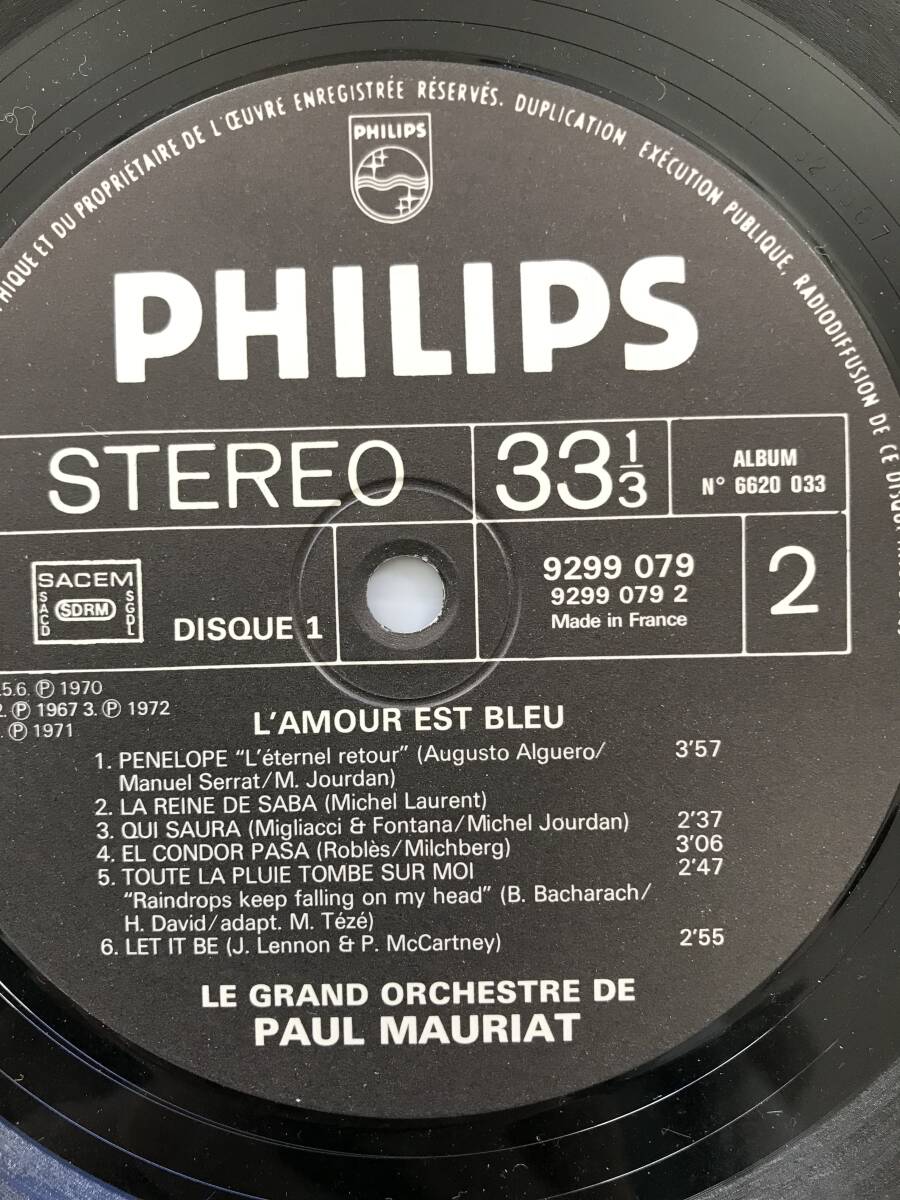 HIQUE ET DU PROPRIÉTAIRE DE L'ŒUVRE ENREGISTRÉE RÉSERVÉS. DUPLICATION, EXÉCUTION PUBLIQUE, RADIODIFFUSION DE CE
PHILIPS
PHILIPS
STEREO
33 1/3
ALBUM
N° 6620 033
SACEM
SACD
SDRM
SGDL
DISQUE 1
9299 079
9299 079 2
Made in France
2
.5.6. Ⓟ 1970
2. Ⓟ 1967 3. Ⓟ 1972
. Ⓟ 1971
L'AMOUR EST BLEU
1. PENELOPE "L'éternel retour" (Augusto Alguero/ 3'57
Manuel Serrat/M. Jourdan)
2. LA REINE DE SABA (Michel Laurent)
3. QUI SAURA (Migliacci & Fontana/Michel Jourdan) 2'37
4. EL CONDOR PASA (Roblès/Milchberg) 3'06
5. TOUTE LA PLUIE TOMBE SUR MOI 2'47
"Raindrops keep falling on my head" (B. Bacharach/
H. David/adapt. M. Tézé)
6. LET IT BE (J. Lennon & P. McCartney) 2'55
LE GRAND ORCHESTRE DE
PAUL MAURIAT